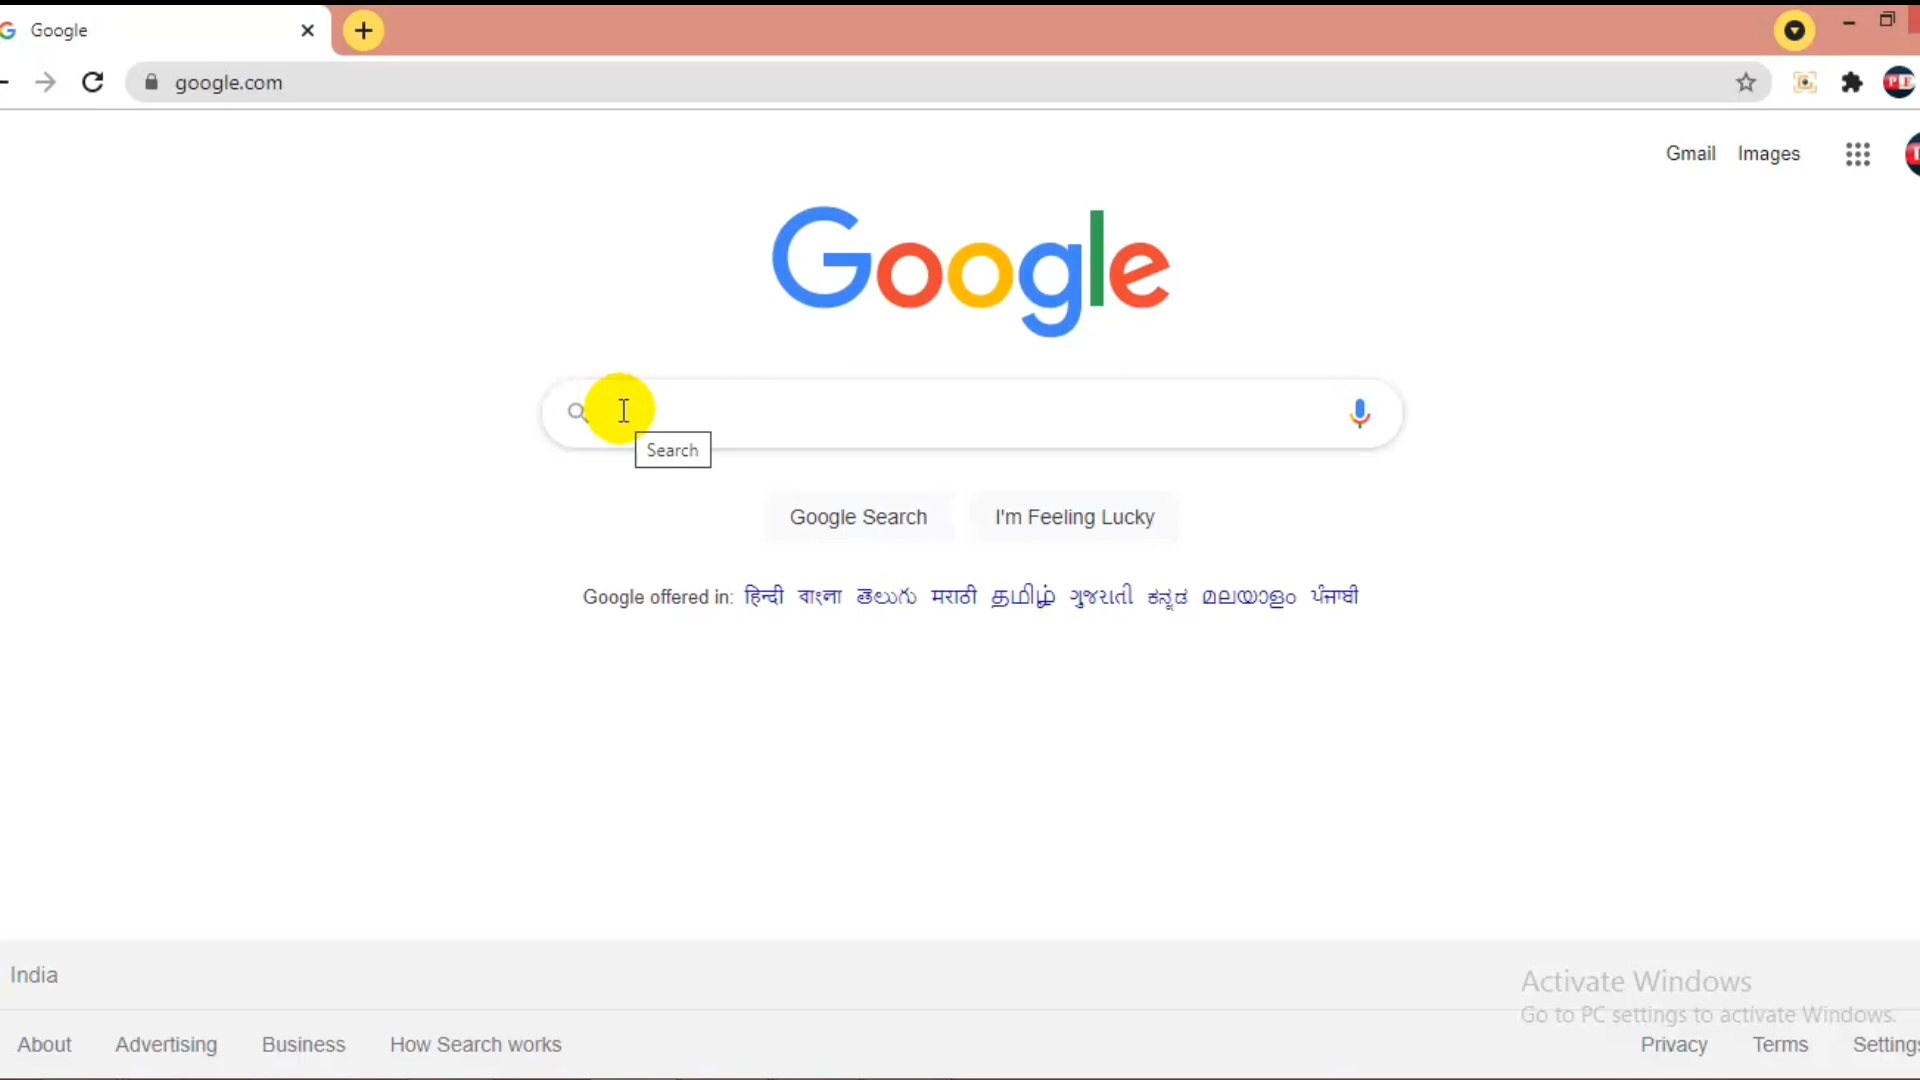 Google
google.com
Gmail Images
Google
Search
Google Search I'm Feeling Lucky
Google offered in: हिन्दी বাংলা తెలుగు मराठी தமிழ் ગુજરાતી ಕನ್ನಡ മലയാളം ਪੰਜਾਬੀ
India
Activate Windows
Go to PC settings to activate Windows.
About Advertising Business How Search works Privacy Terms Settings